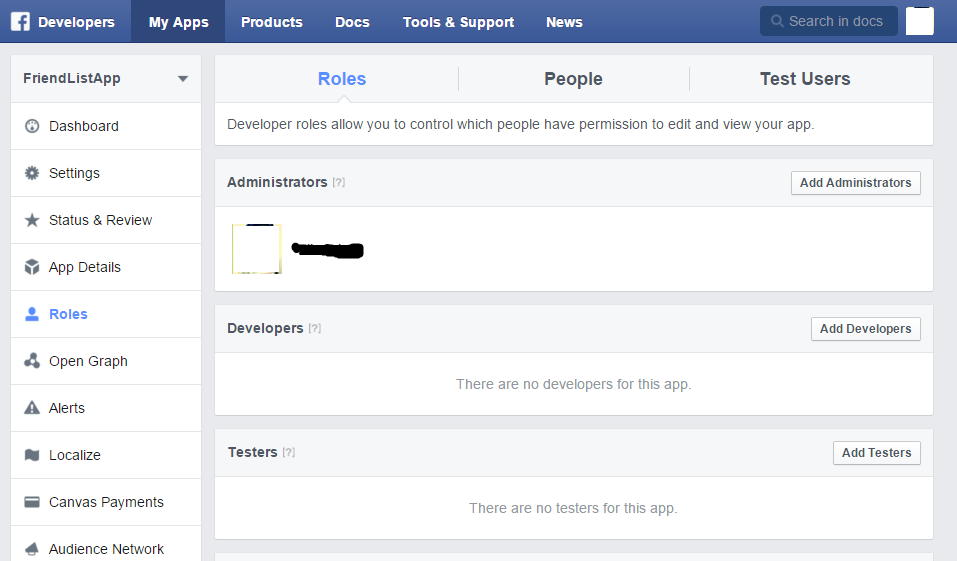 Developers My Apps Products Docs Tools & Support News Search in docs
FriendListApp
Dashboard
Settings
Status & Review
App Details
Roles
Open Graph
Alerts
Localize
Canvas Payments
Audience Network
Roles People Test Users
Developer roles allow you to control which people have permission to edit and view your app.
Administrators [?] Add Administrators
Developers [?] Add Developers
There are no developers for this app.
Testers [?] Add Testers
There are no testers for this app.